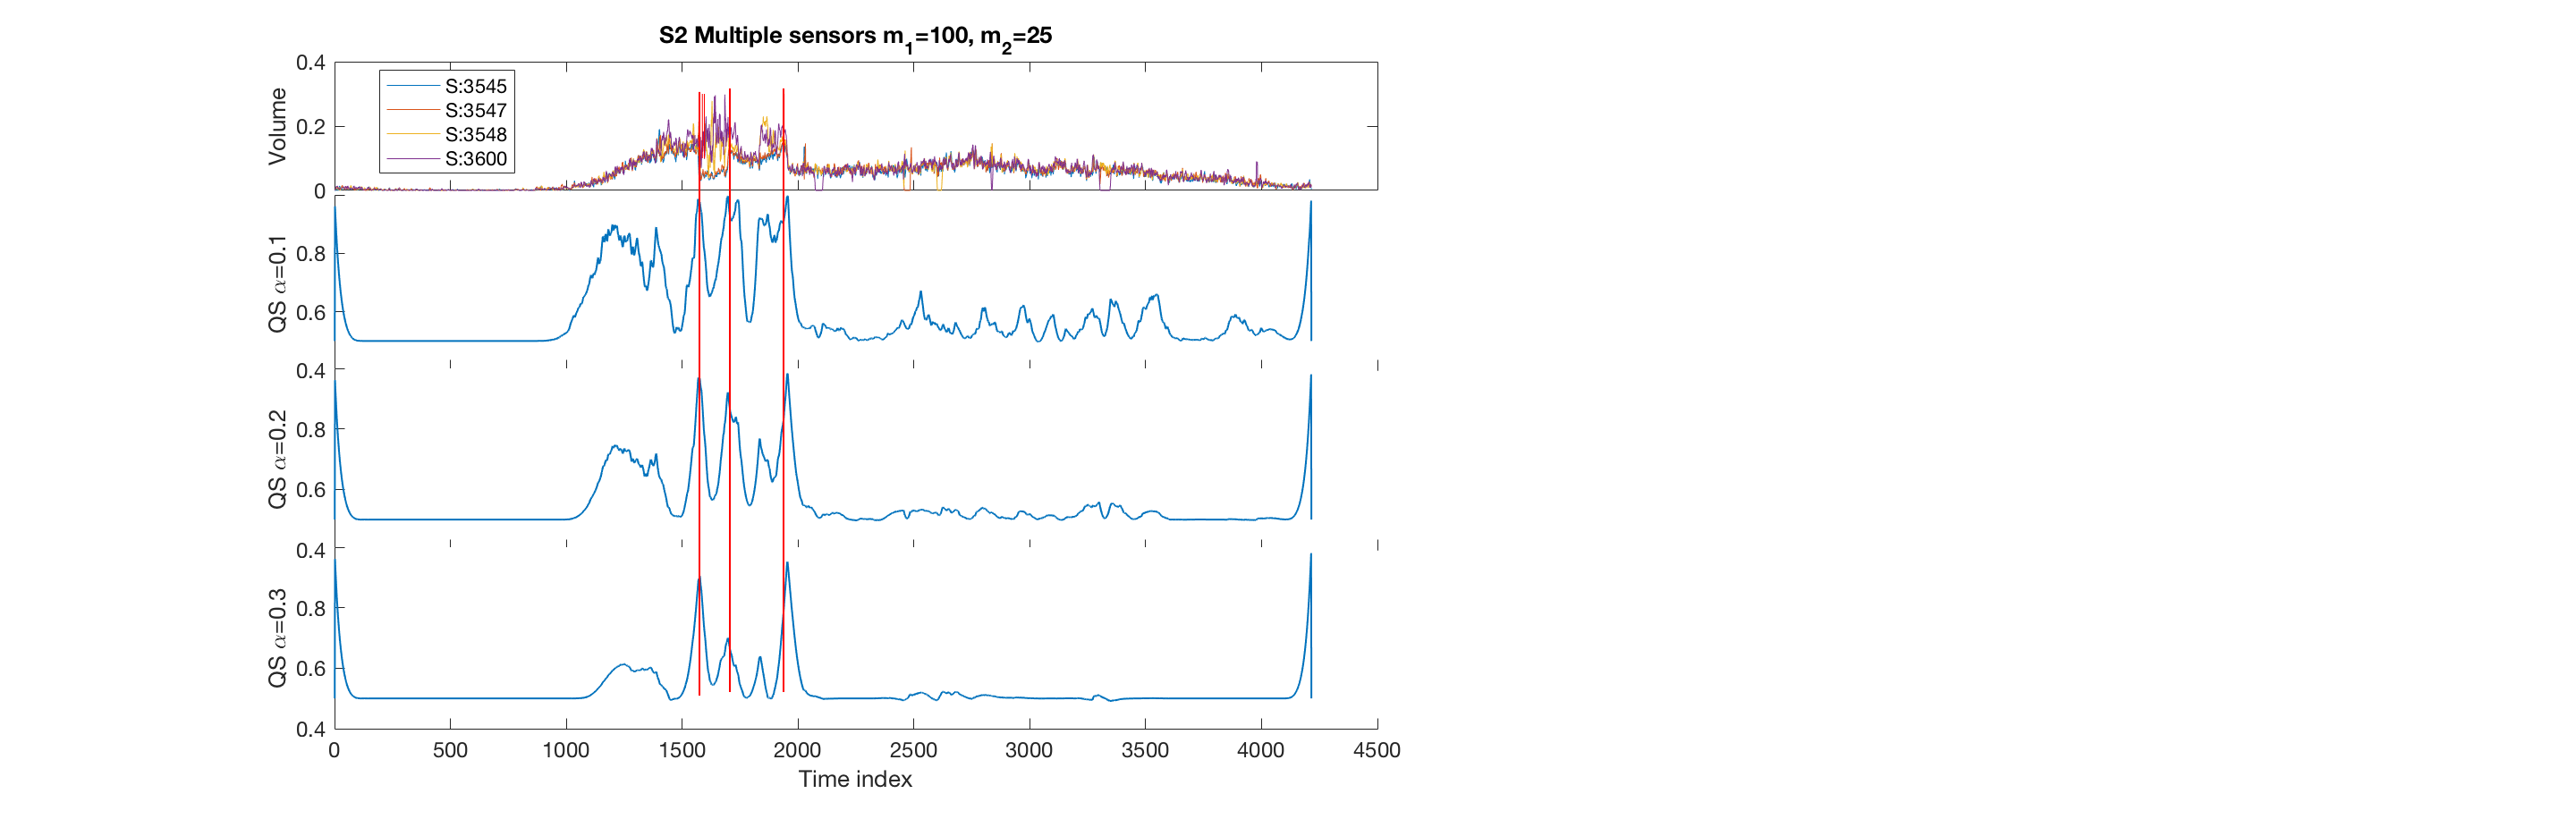 S2 Multiple sensors m1=100, m2=25
Volume
0.4
0.2
0
S:3545
S:3547
S:3548
S:3600
QS α=0.1
0.8
0.6
0.4
QS α=0.2
0.8
0.6
0.4
QS α=0.3
0.8
0.6
0.4
0 500 1000 1500 2000 2500 3000 3500 4000 4500
Time index